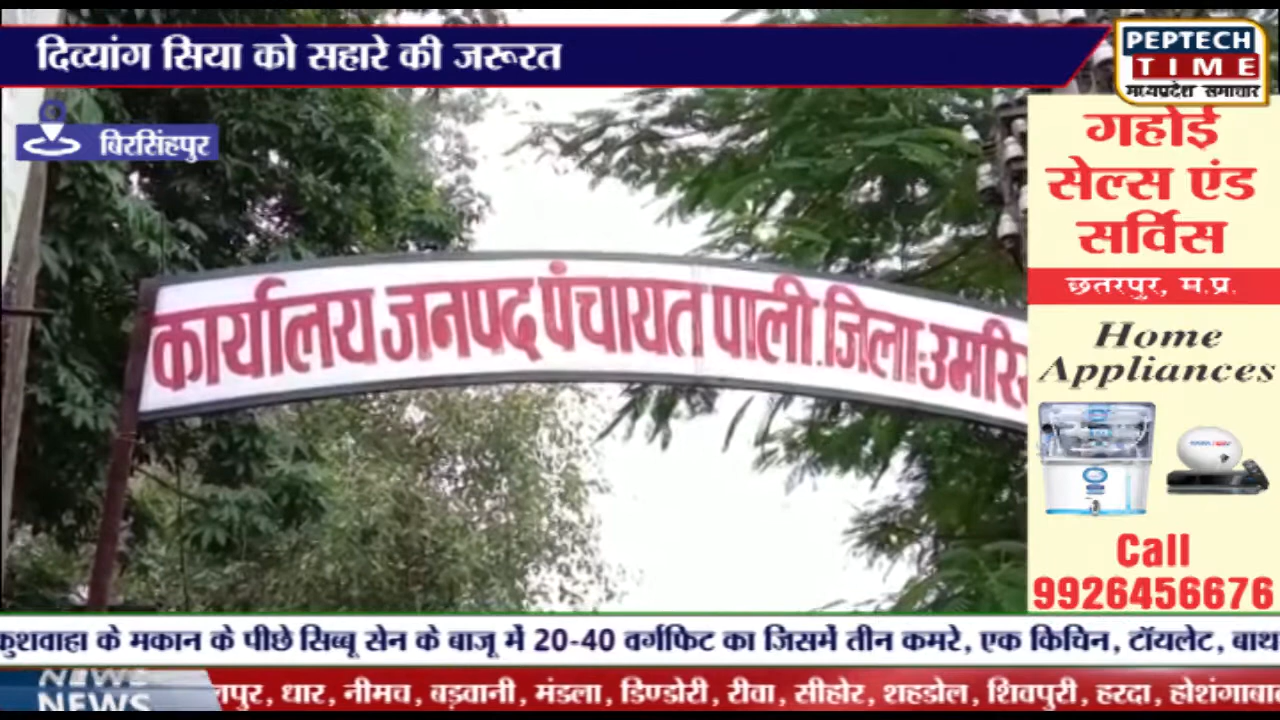 दिव्यांग सिया को सहारे की जरूरत
PEPTECH
TIME
मध्यप्रदेश समाचार
बिरसिंहपुर
गहोई
सेल्स एंड
सर्विस
छतरपुर, म.प्र.
Home
Appliances
कार्यालय जनपद पंचायत पाली.जिला:उमरि
Call
9926456676
कुशवाहा के मकान के पीछे सिब्बू सेन के बाजू में 20-40 वर्गफिट का जिसमें तीन कमरे, एक किचिन, टॉयलेट, बाथ
NEWS
NEWS
लपुर, धार, नीमच, बड़वानी, मंडला, डिण्डोरी, रीवा, सीहोर, शहडोल, शिवपुरी, हरदा, होशंगाबाद